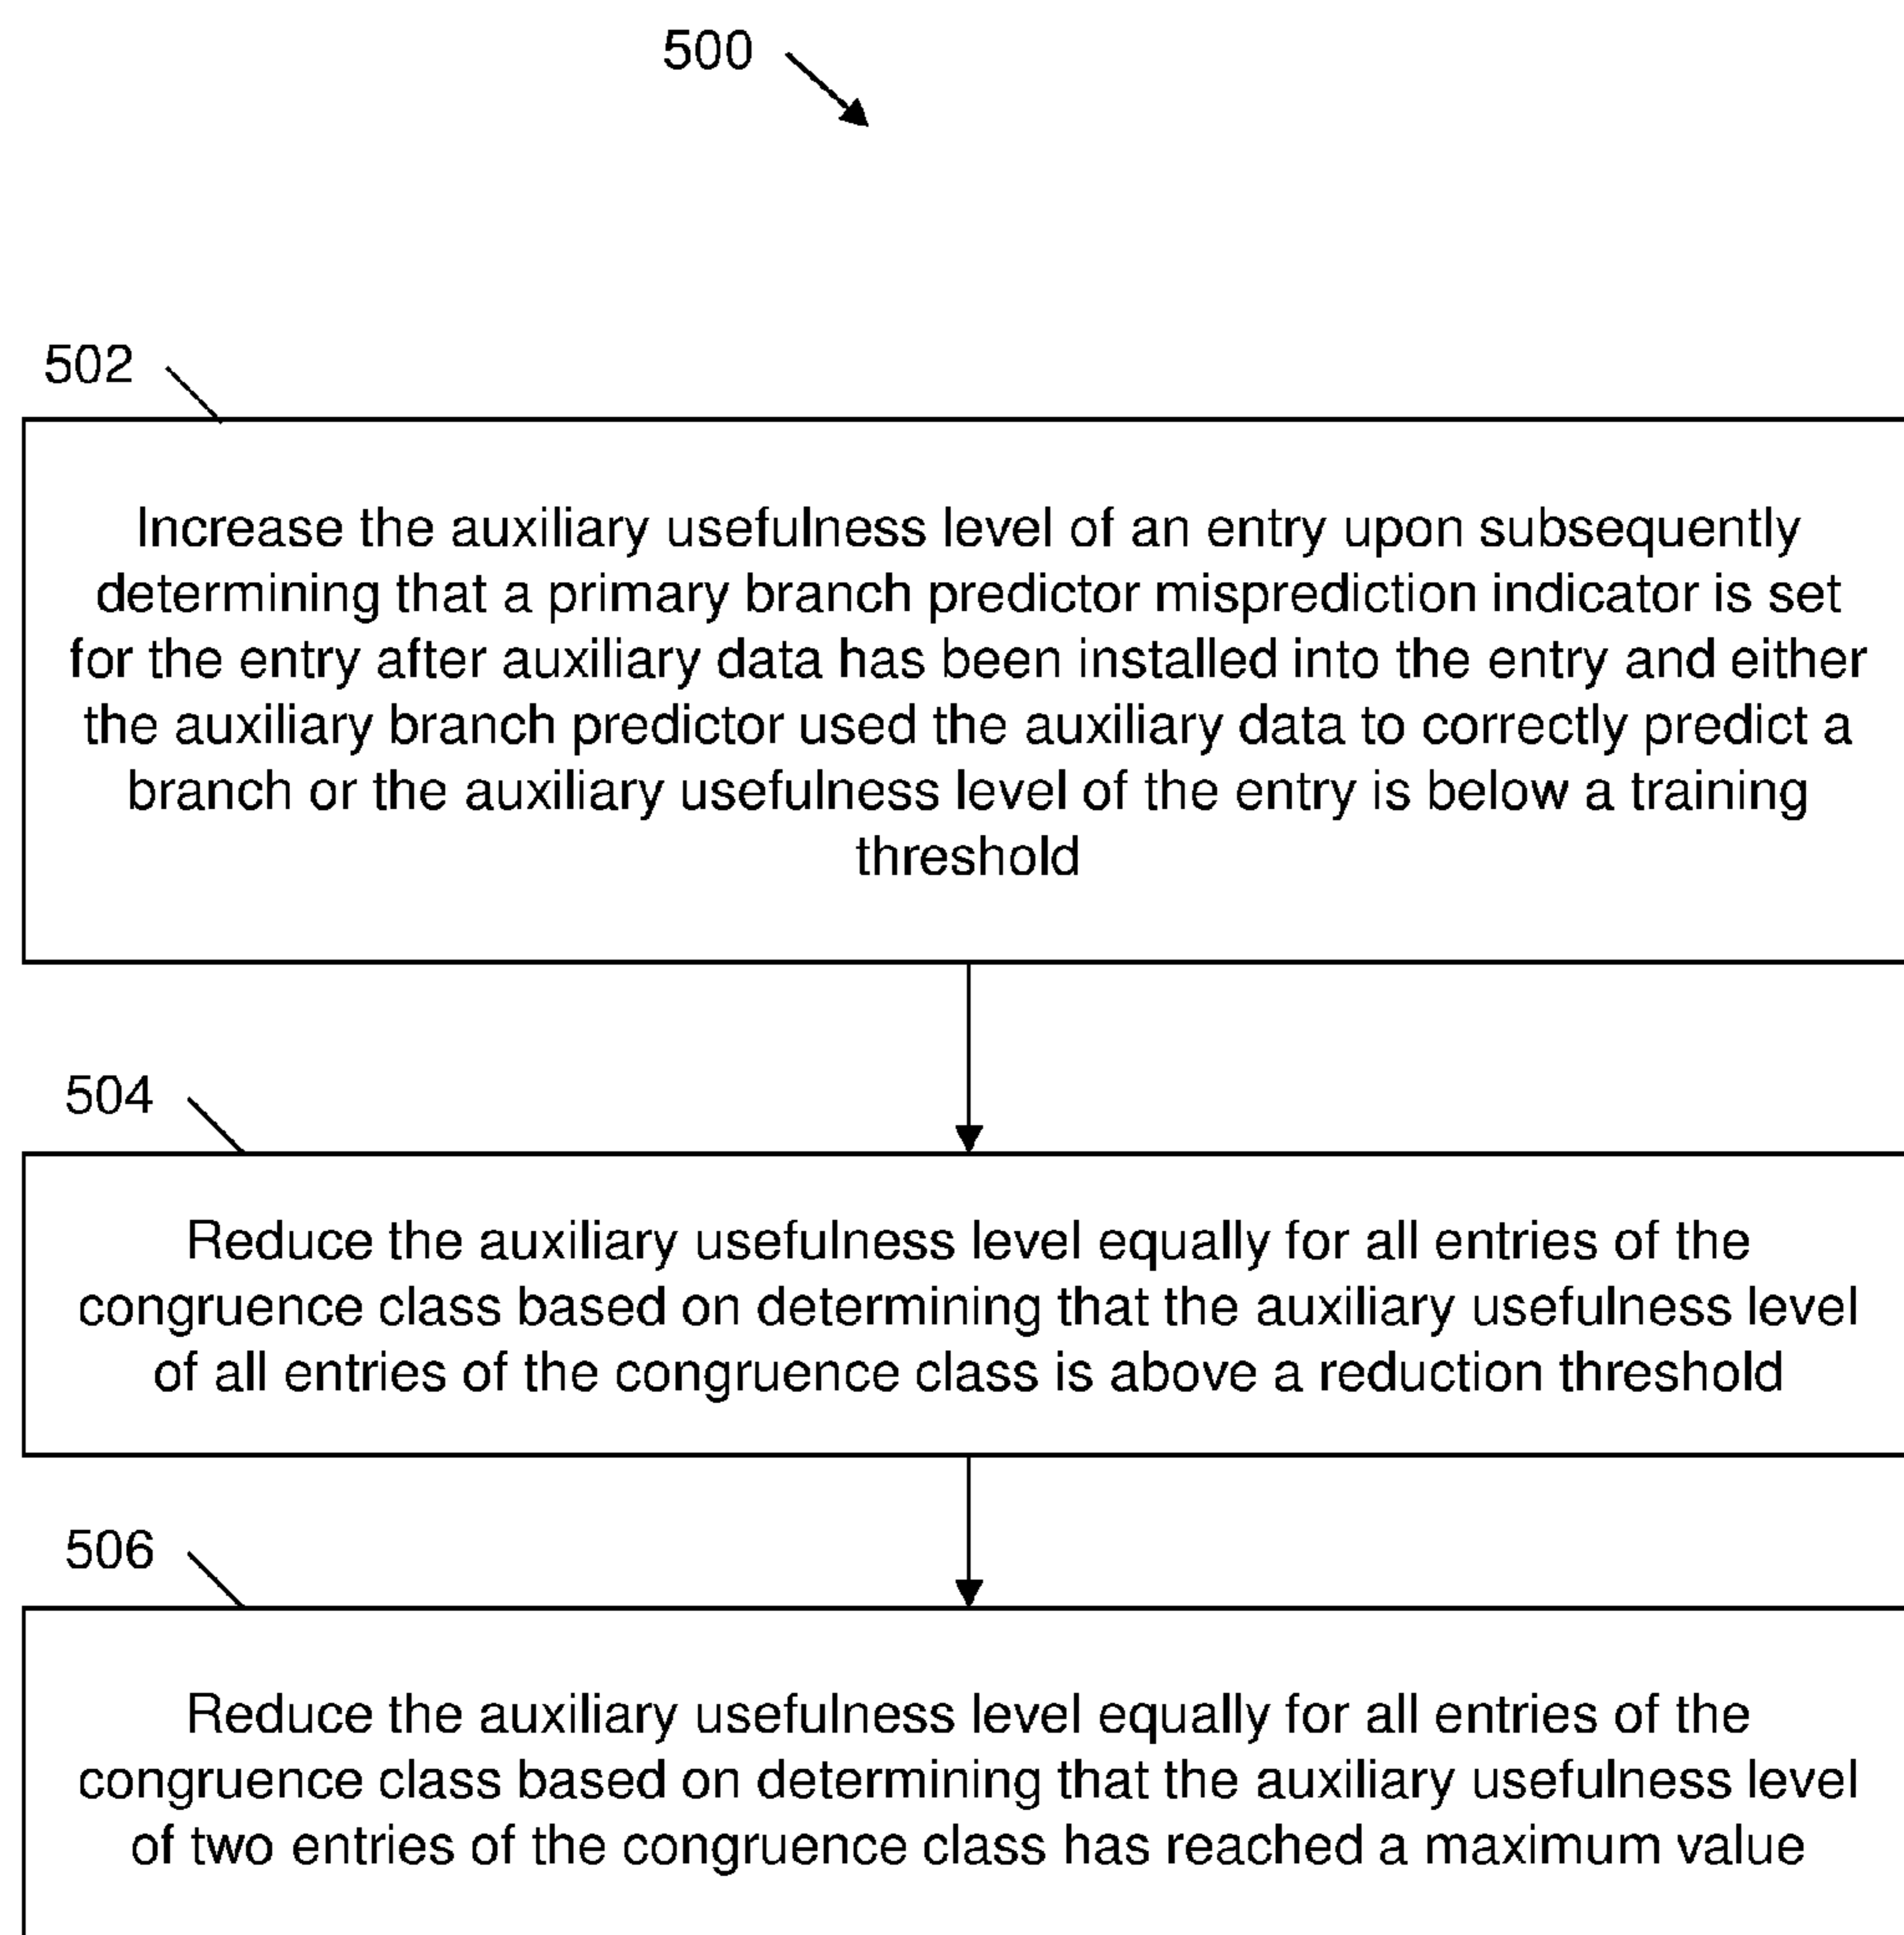 500
502
Increase the auxiliary usefulness level of an entry upon subsequently
determining that a primary branch predictor misprediction indicator is set
for the entry after auxiliary data has been installed into the entry and either
the auxiliary branch predictor used the auxiliary data to correctly predict a
branch or the auxiliary usefulness level of the entry is below a training
threshold
504
Reduce the auxiliary usefulness level equally for all entries of the
congruence class based on determining that the auxiliary usefulness level
of all entries of the congruence class is above a reduction threshold
506
Reduce the auxiliary usefulness level equally for all entries of the
congruence class based on determining that the auxiliary usefulness level
of two entries of the congruence class has reached a maximum value